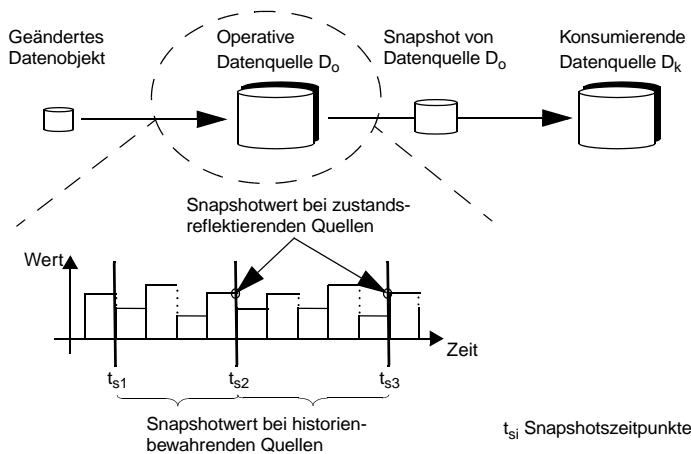 Geändertes
Datenobjekt
Operative
Datenquelle Do
Snapshot von
Datenquelle Do
Konsumierende
Datenquelle Dk
Snapshotwert bei zustands-
reflektierenden Quellen
Wert
Zeit
ts1
ts2
ts3
Snapshotwert bei historien-
bewahrenden Quellen
tsi Snapshotszeitpunkte